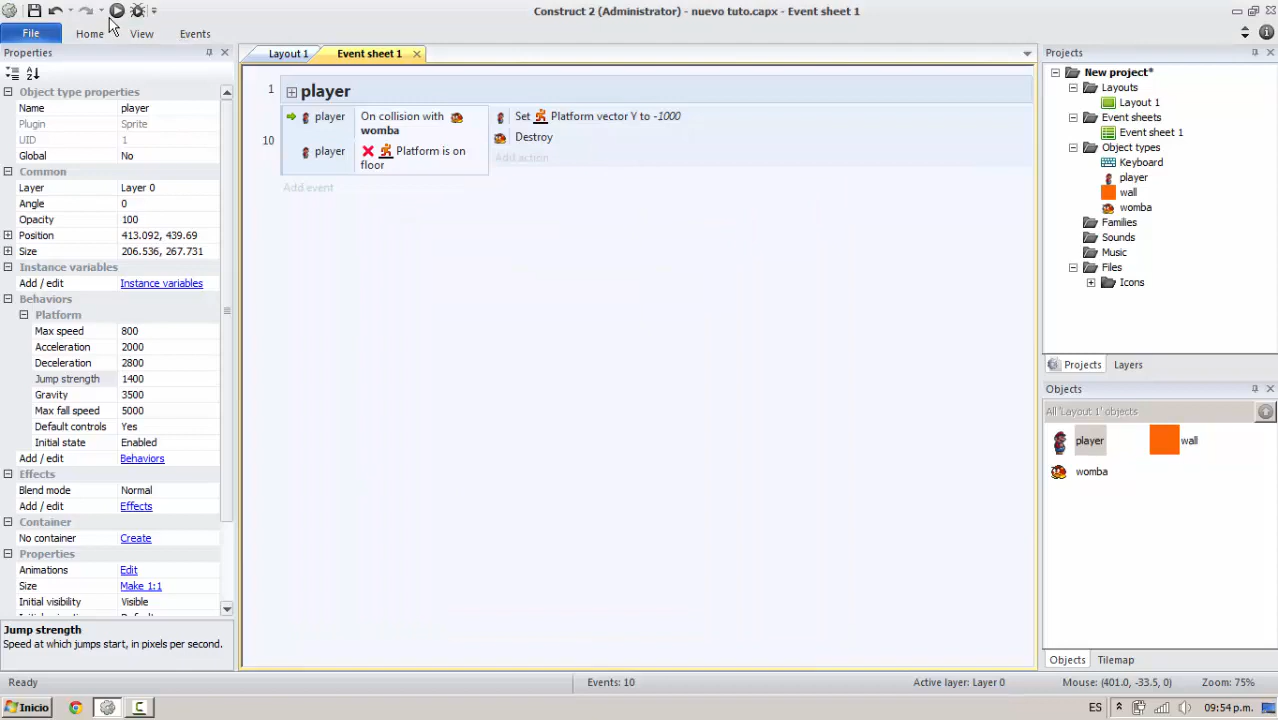 Construct 2 (Administrator) - nuevo tuto.capx - Event sheet 1
File Home View Events
Properties
Object type properties
Name player
Plugin Sprite
UID 1
Global No
Common
Layer Layer 0
Angle 0
Opacity 100
Position 413.092, 439.69
Size 206.536, 267.731
Instance variables
Add / edit Instance variables
Behaviors
Platform
Max speed 800
Acceleration 2000
Deceleration 2800
Jump strength 1400
Gravity 3500
Max fall speed 5000
Default controls Yes
Initial state Enabled
Add / edit Behaviors
Effects
Blend mode Normal
Add / edit Effects
Container
No container Create
Properties
Animations Edit
Size Make 1:1
Initial visibility Visible
Jump strength
Speed at which jumps start, in pixels per second.
Layout 1 Event sheet 1
1 player
player On collision with womba
Set Platform vector Y to -1000
Destroy
Add action
10
player Platform is on floor
Add event
Projects
New project*
Layouts
Layout 1
Event sheets
Event sheet 1
Object types
Keyboard
player
wall
womba
Families
Sounds
Music
Files
Icons
Projects Layers
Objects
All 'Layout 1' objects
player wall
womba
Objects Tilemap
Ready Events: 10 Active layer: Layer 0 Mouse: (401.0, -33.5, 0) Zoom: 75%
Inicio ES 09:54 p.m.